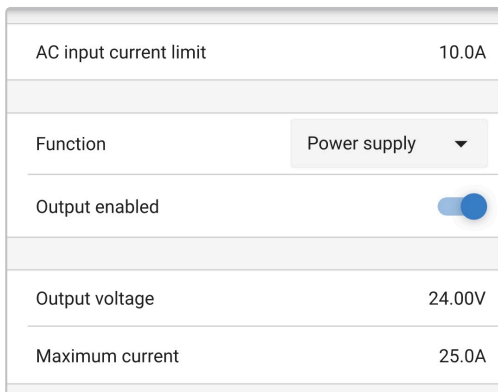 AC input current limit 10.0A
Function Power supply
Output enabled
Output voltage 24.00V
Maximum current 25.0A